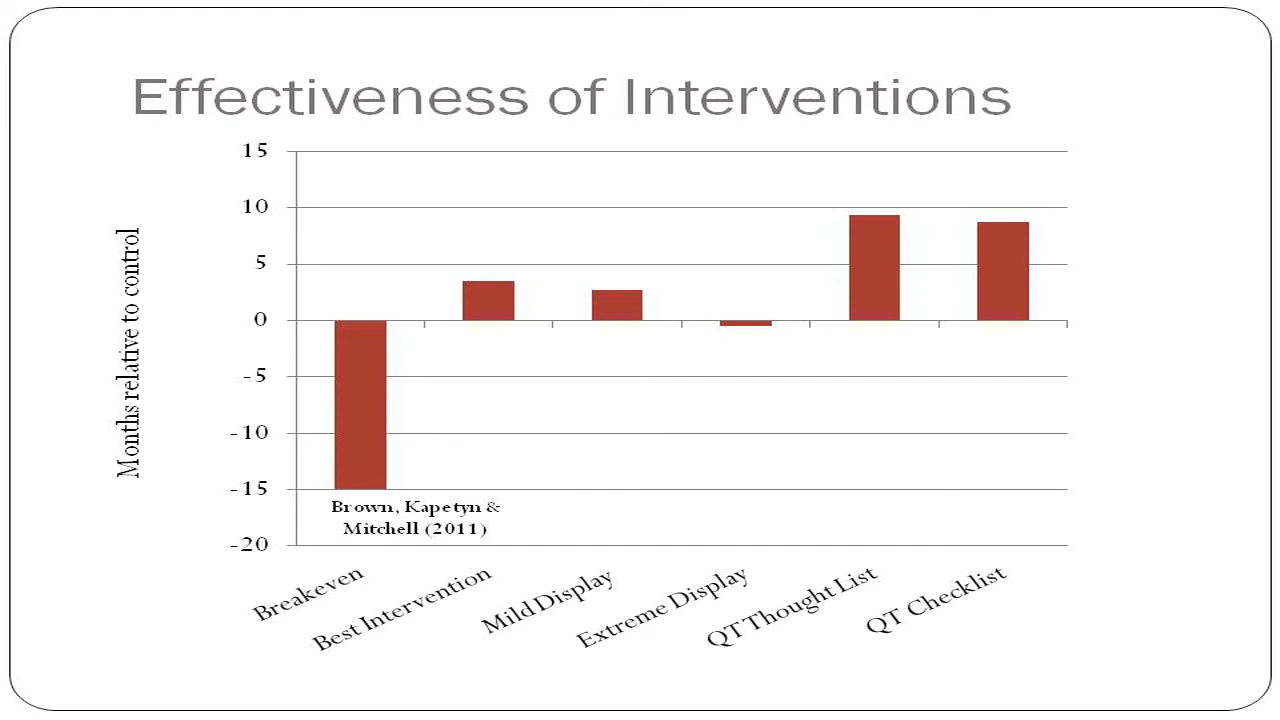 Effectiveness of Interventions
Months relative to control
15
10
5
0
-5
-10
-15
-20
Brown, Kapetyn &
Mitchell (2011)
Breakeven
Best Intervention
Mild Display
Extreme Display
QT Thought List
QT Checklist